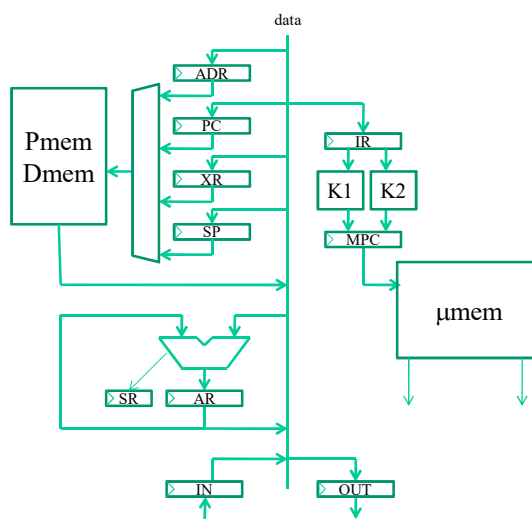 data
ADR
PC
Pmem
Dmem
IR
XR
K1
K2
SP
MPC
μmem
SR
AR
IN
OUT